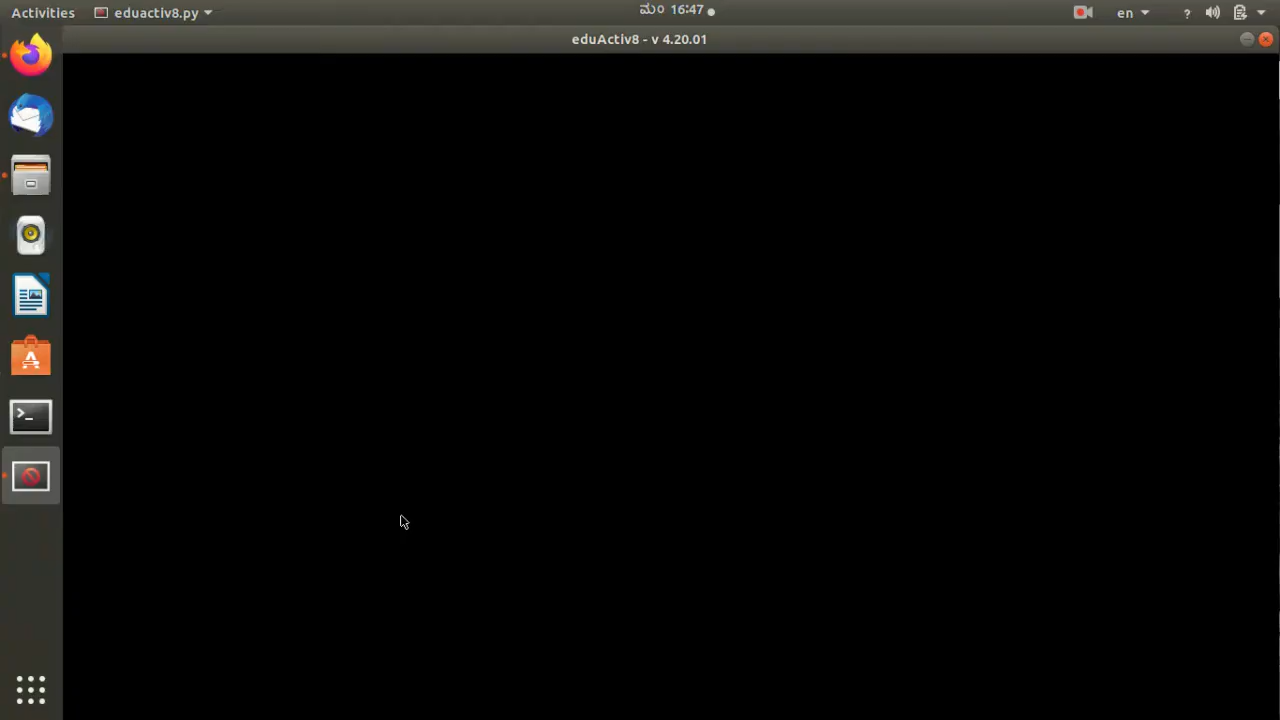 Activities
eduactiv8.py
ಮಂಂ 16:47
en
?
eduActiv8 - v 4.20.01